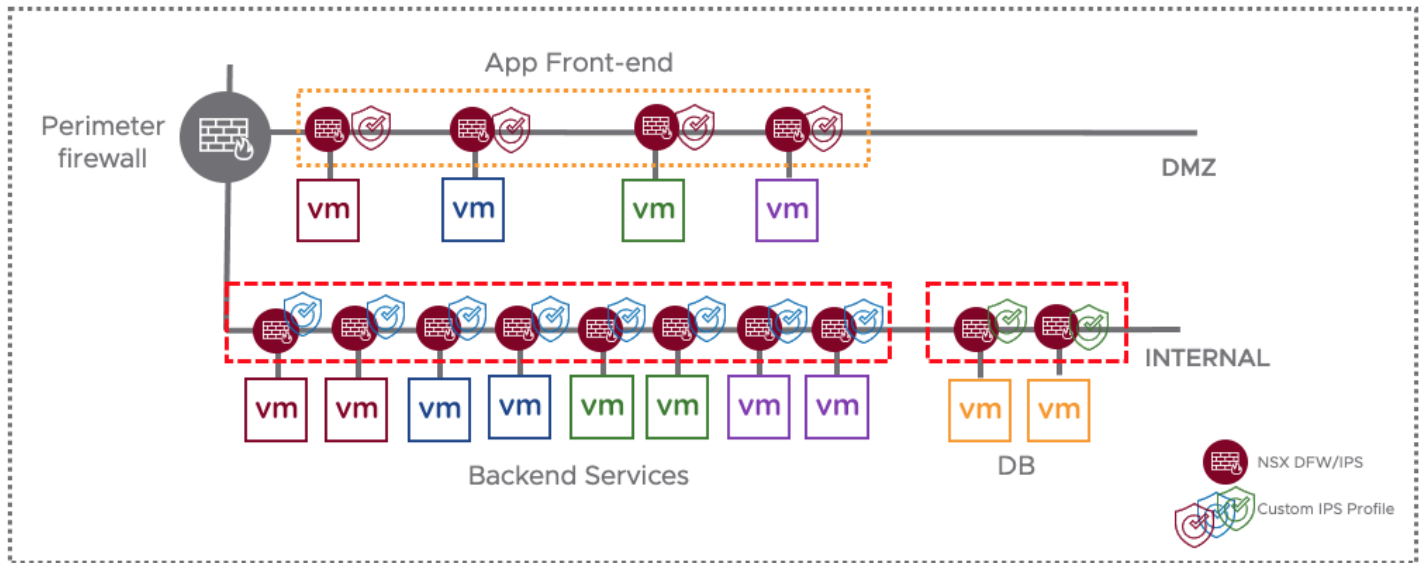 App Front-end
Perimeter
firewall
DMZ
vm vm vm vm
INTERNAL
vm vm vm vm vm vm vm vm vm vm
Backend Services
DB
NSX DFW/IPS
Custom IPS Profile